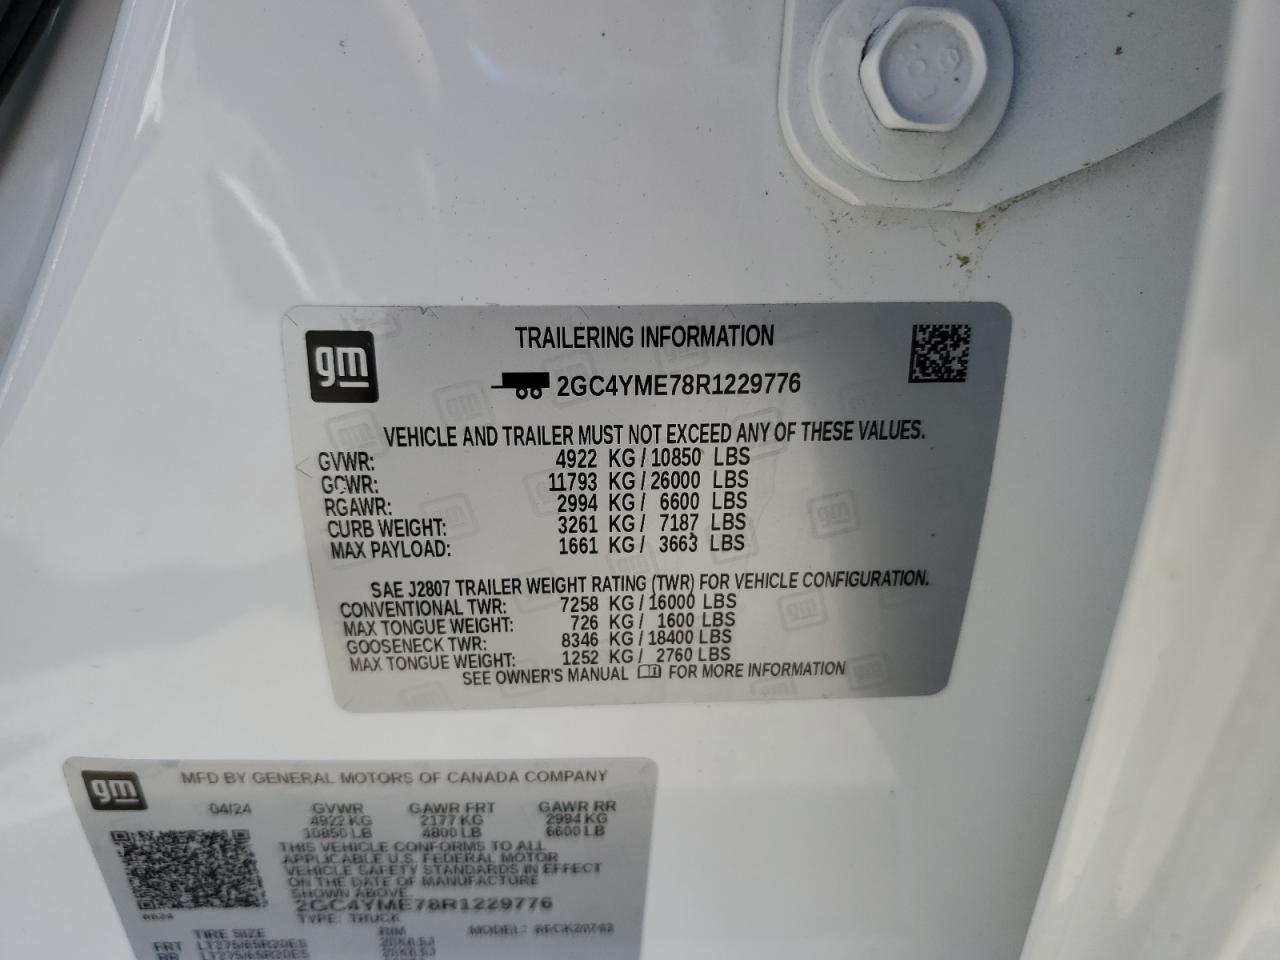 gm
TRAILERING INFORMATION
2GC4YME78R1229776
VEHICLE AND TRAILER MUST NOT EXCEED ANY OF THESE VALUES.
GVWR: 4922 KG / 10850 LBS
GCWR: 11793 KG / 26000 LBS
RGAWR: 2994 KG / 6600 LBS
CURB WEIGHT: 3261 KG / 7187 LBS
MAX PAYLOAD: 1661 KG / 3663 LBS
SAE J2807 TRAILER WEIGHT RATING (TWR) FOR VEHICLE CONFIGURATION.
CONVENTIONAL TWR: 7258 KG / 16000 LBS
MAX TONGUE WEIGHT: 726 KG / 1600 LBS
GOOSENECK TWR: 8346 KG / 18400 LBS
MAX TONGUE WEIGHT: 1252 KG / 2760 LBS
SEE OWNER'S MANUAL FOR MORE INFORMATION
gm
MFD BY GENERAL MOTORS OF CANADA COMPANY
04/24 GVWR GAWR FRT GAWR RR
4922 KG 2177 KG 2994 KG
10850 LB 4800 LB 6600 LB
THIS VEHICLE CONFORMS TO ALL
APPLICABLE U.S. FEDERAL MOTOR
VEHICLE SAFETY STANDARDS IN EFFECT
ON THE DATE OF MANUFACTURE
SHOWN ABOVE
2GC4YME78R1229776
TYPE: TRUCK
TIRE SIZE RIM MODEL:
FRT LT275/65R20E
RR LT275/65R20E